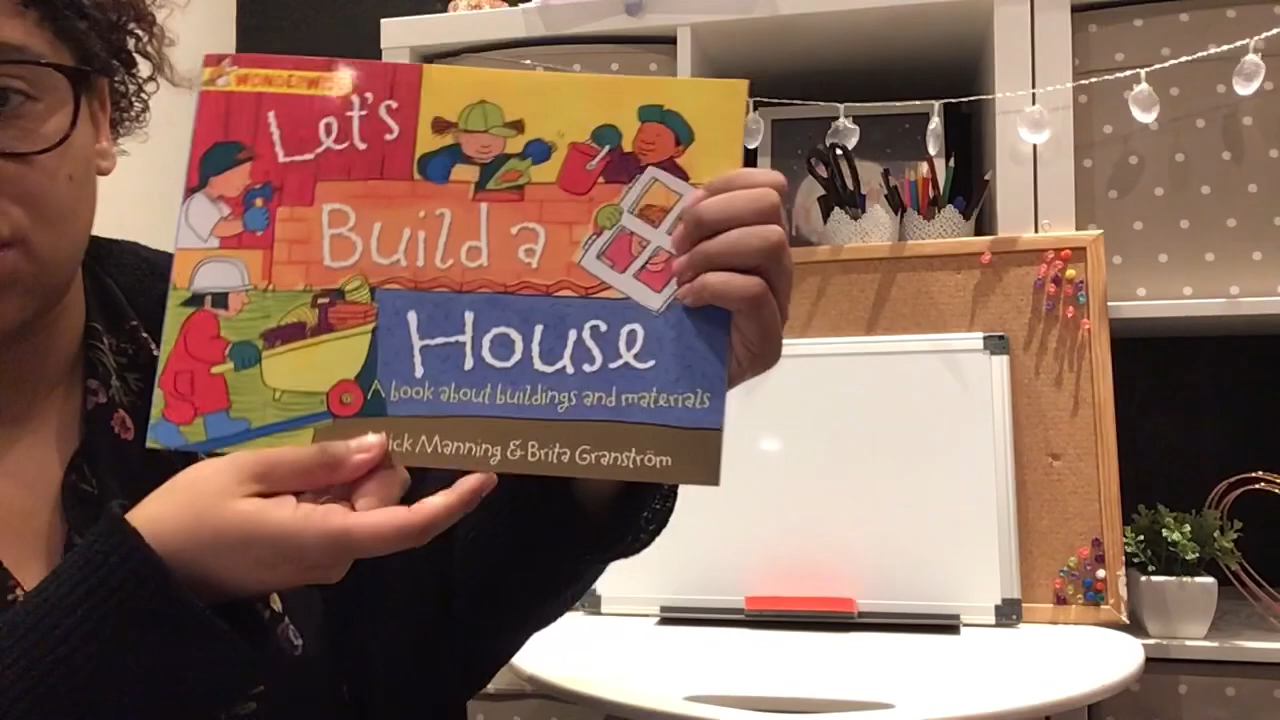 Let's
Build a
House
A book about buildings and materials
Manning & Brita Granström